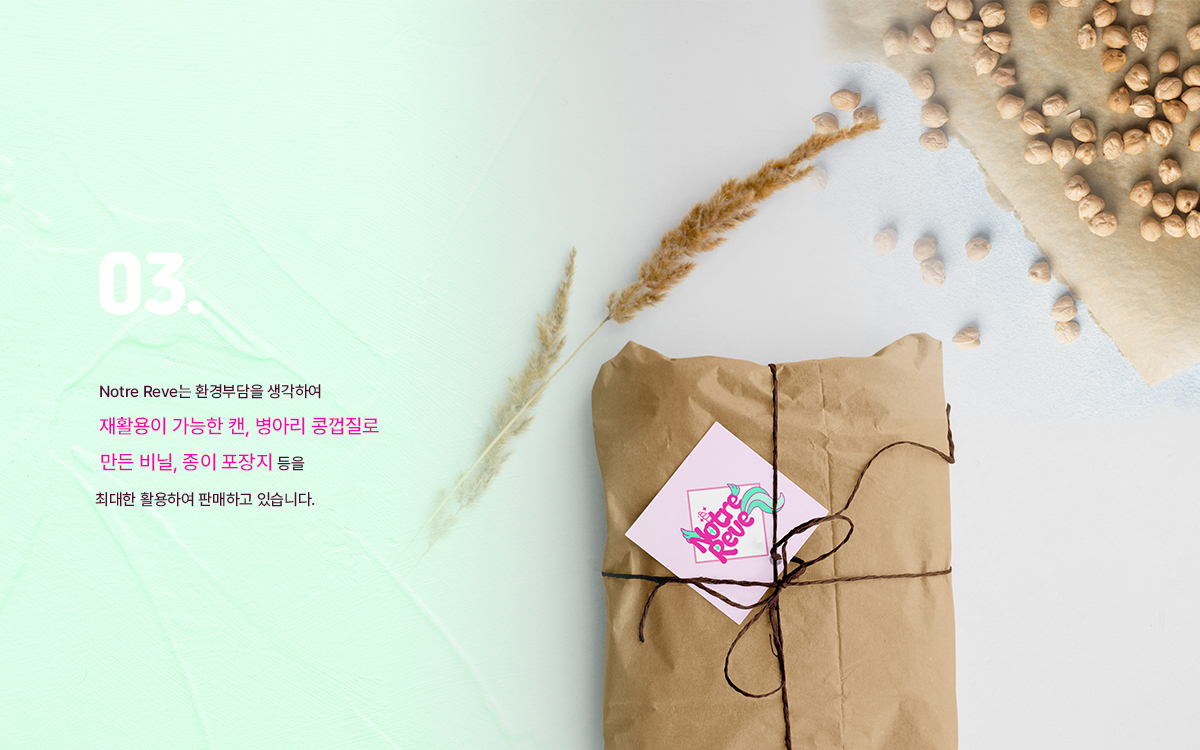 03.
Notre Reve는 환경부담을 생각하여
재활용이 가능한 캔, 병아리 콩껍질로
만든 비닐, 종이 포장지 등을
최대한 활용하여 판매하고 있습니다.
Notre
Reve